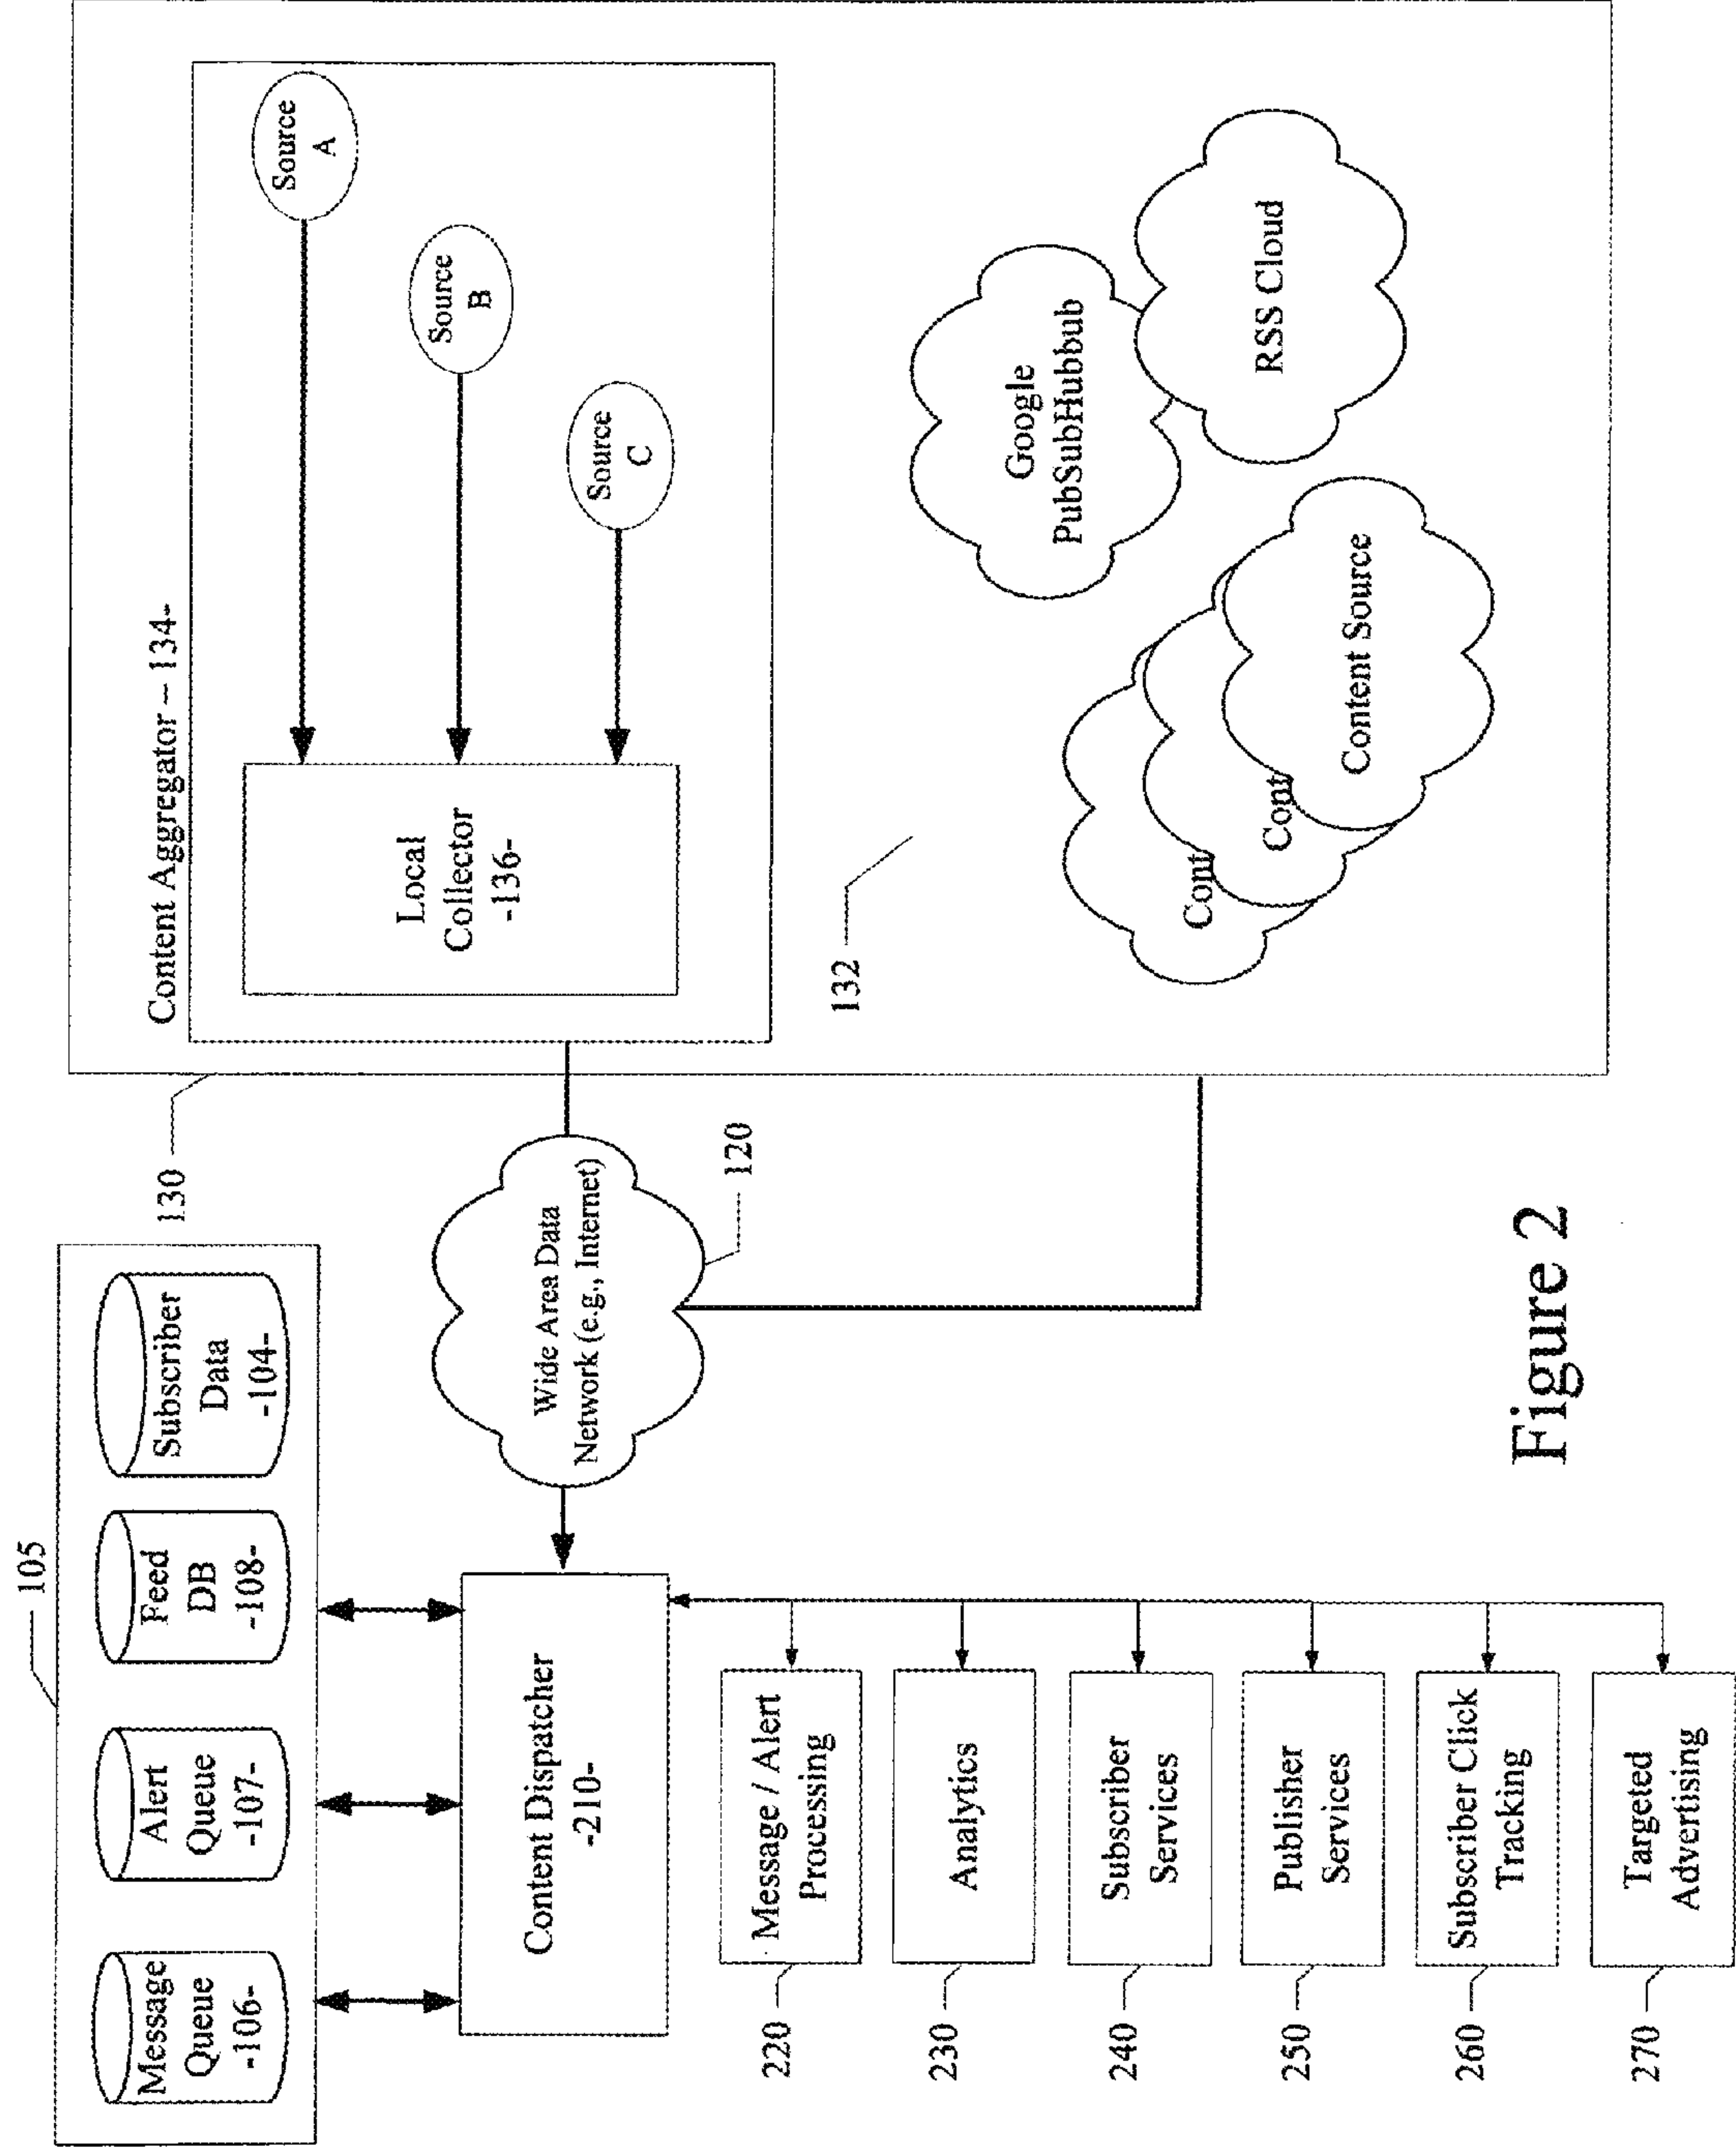 105
Message
Queue
-106-
Alert
Queue
-107-
Feed
DB
-108-
Subscriber
Data
-104-
Content Dispatcher
-210-
Wide Area Data
Network (e.g., Internet)
120
130
Content Aggregator – 134-
Local
Collector
-136-
Source
A
Source
B
Source
C
132
Google
PubSubHubbub
RSS Cloud
Cont
Cont
Content Source
220
Message / Alert
Processing
230
Analytics
240
Subscriber
Services
250
Publisher
Services
260
Subscriber Click
Tracking
270
Targeted
Advertising
Figure 2